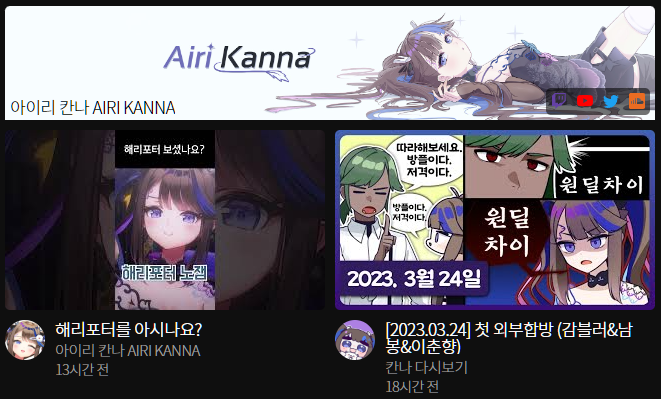 Airi Kanna
아이리 칸나 AIRI KANNA
해리포터 보셨나요?
해리포터 노잼
따라해보세요.
방플이다.
저격이다.
방플이다.
저격이다.
원딜차이
원딜
차이
2023. 3월 24일
해리포터를 아시나요?
아이리 칸나 AIRI KANNA
13시간 전
[2023.03.24] 첫 외부합방 (감블러&남
봉&이춘향)
칸나 다시보기
18시간 전